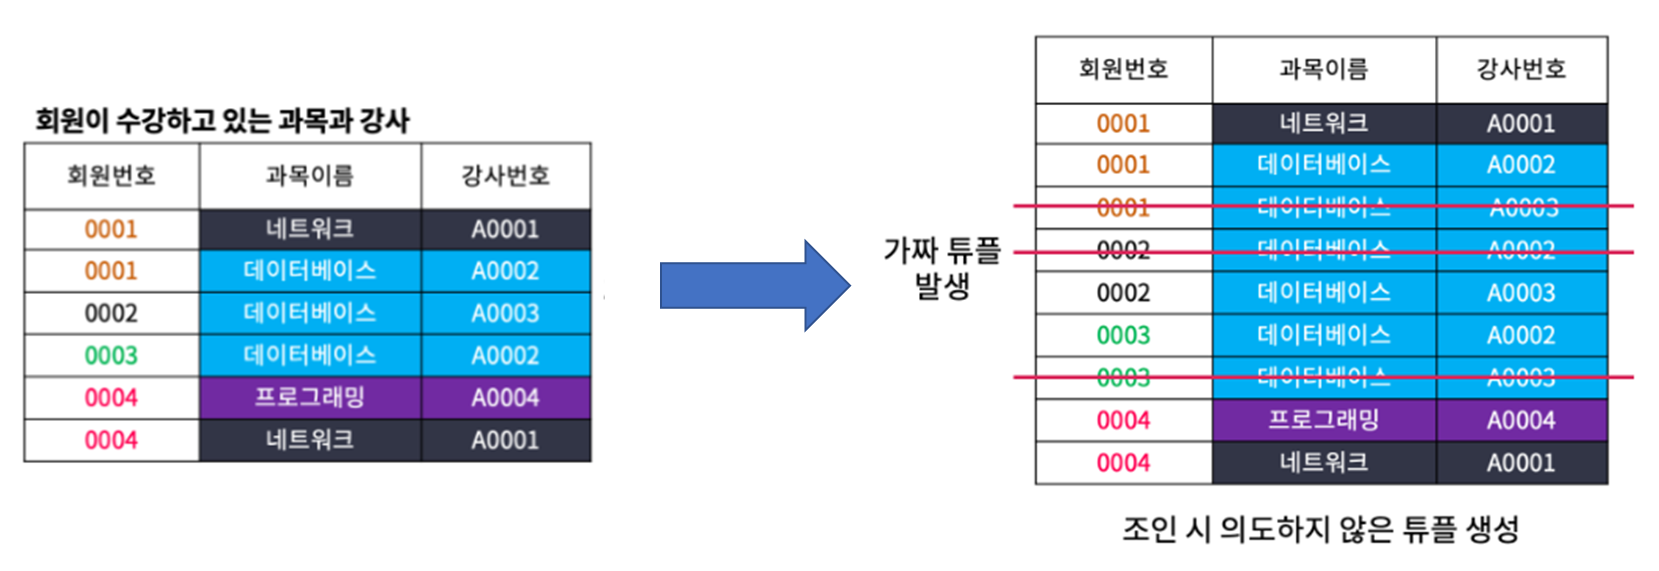 회원이 수강하고 있는 과목과 강사
회원번호 과목이름 강사번호
0001 네트워크 A0001
0001 데이터베이스 A0002
0002 데이터베이스 A0003
0003 데이터베이스 A0002
0004 프로그래밍 A0004
0004 네트워크 A0001
가짜 튜플
발생
회원번호 과목이름 강사번호
0001 네트워크 A0001
0001 데이터베이스 A0002
0001 데이터베이스 A0003
0002 데이터베이스 A0002
0002 데이터베이스 A0003
0003 데이터베이스 A0002
0003 데이터베이스 A0003
0004 프로그래밍 A0004
0004 네트워크 A0001
조인 시 의도하지 않은 튜플 생성